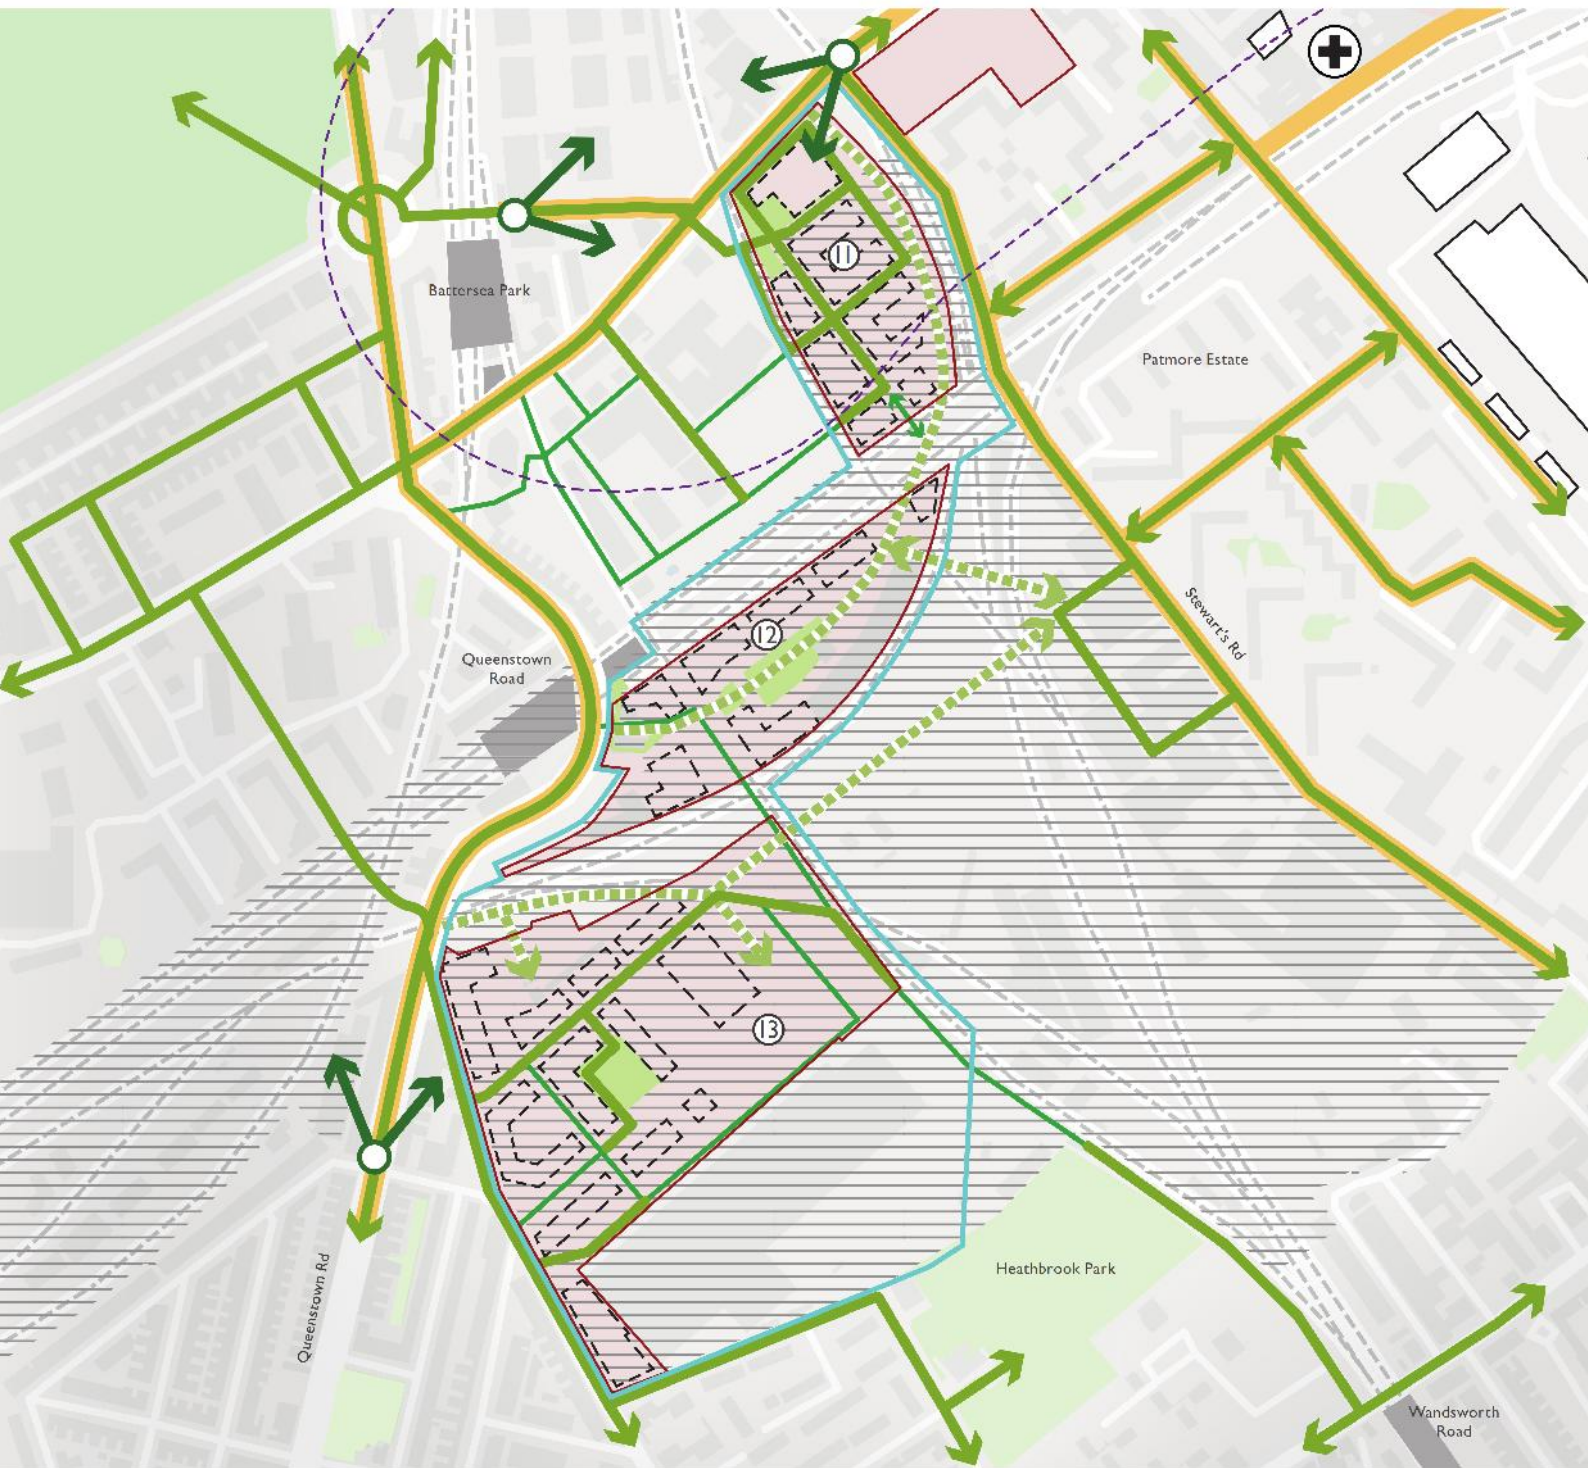 11
Battersea Park
Patmore Estate
Stewart's Rd
12
Queenstown
Road
13
Queenstown Rd
Heathbrook Park
Wandsworth
Road